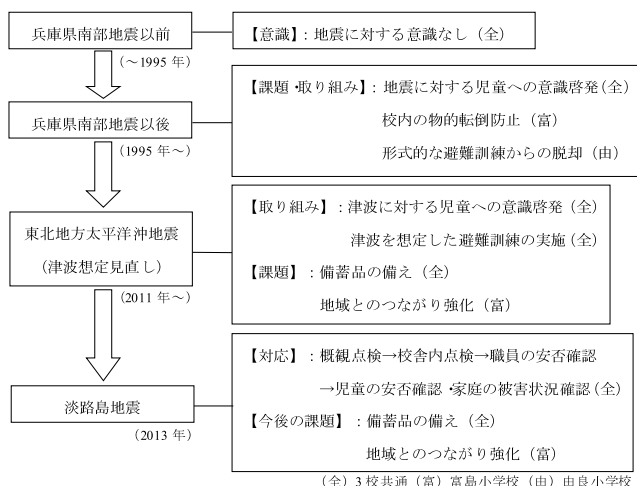 兵庫県南部地震以前
(～1995 年)
【意識】：地震に対する意識なし（全）
兵庫県南部地震以後
(1995 年～)
【課題・取り組み】：地震に対する児童への意識啓発(全)
校内の物的転倒防止（富）
形式的な避難訓練からの脱却（由）
東北地方太平洋沖地震
(津波想定見直し)
(2011 年～)
【取り組み】：津波に対する児童への意識啓発（全）
津波を想定した避難訓練の実施（全）
【課題】：備蓄品の備え（全）
地域とのつながり強化（富）
淡路島地震
(2013 年)
【対応】：概観点検→校舎内点検→職員の安否確認
→児童の安否確認・家庭の被害状況確認(全)
【今後の課題】：備蓄品の備え（全）
地域とのつながり強化（富）
（全）3 校共通（富）富島小学校（由）由良小学校